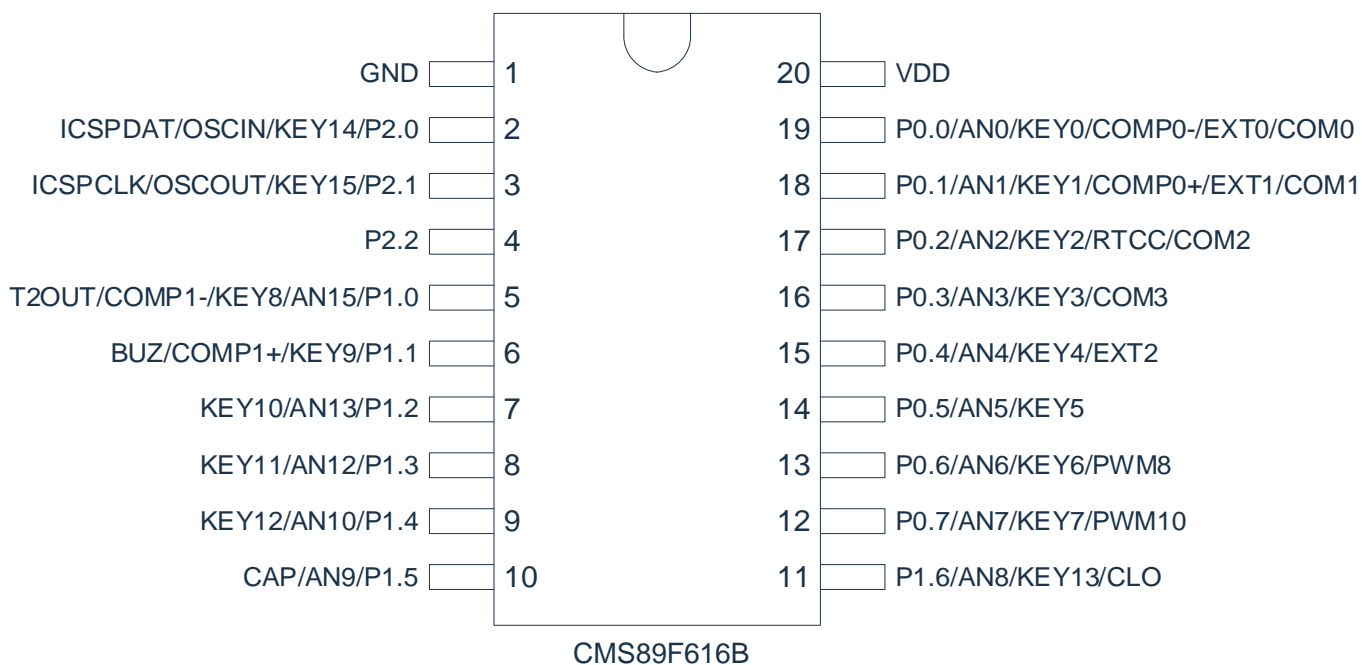 GND 1 20 VDD
ICSPDAT/OSCIN/KEY14/P2.0 2 19 P0.0/AN0/KEY0/COMP0-/EXT0/COM0
ICSPCLK/OSCOUT/KEY15/P2.1 3 18 P0.1/AN1/KEY1/COMP0+/EXT1/COM1
P2.2 4 17 P0.2/AN2/KEY2/RTCC/COM2
T2OUT/COMP1-/KEY8/AN15/P1.0 5 16 P0.3/AN3/KEY3/COM3
BUZ/COMP1+/KEY9/P1.1 6 15 P0.4/AN4/KEY4/EXT2
KEY10/AN13/P1.2 7 14 P0.5/AN5/KEY5
KEY11/AN12/P1.3 8 13 P0.6/AN6/KEY6/PWM8
KEY12/AN10/P1.4 9 12 P0.7/AN7/KEY7/PWM10
CAP/AN9/P1.5 10 11 P1.6/AN8/KEY13/CLO
CMS89F616B